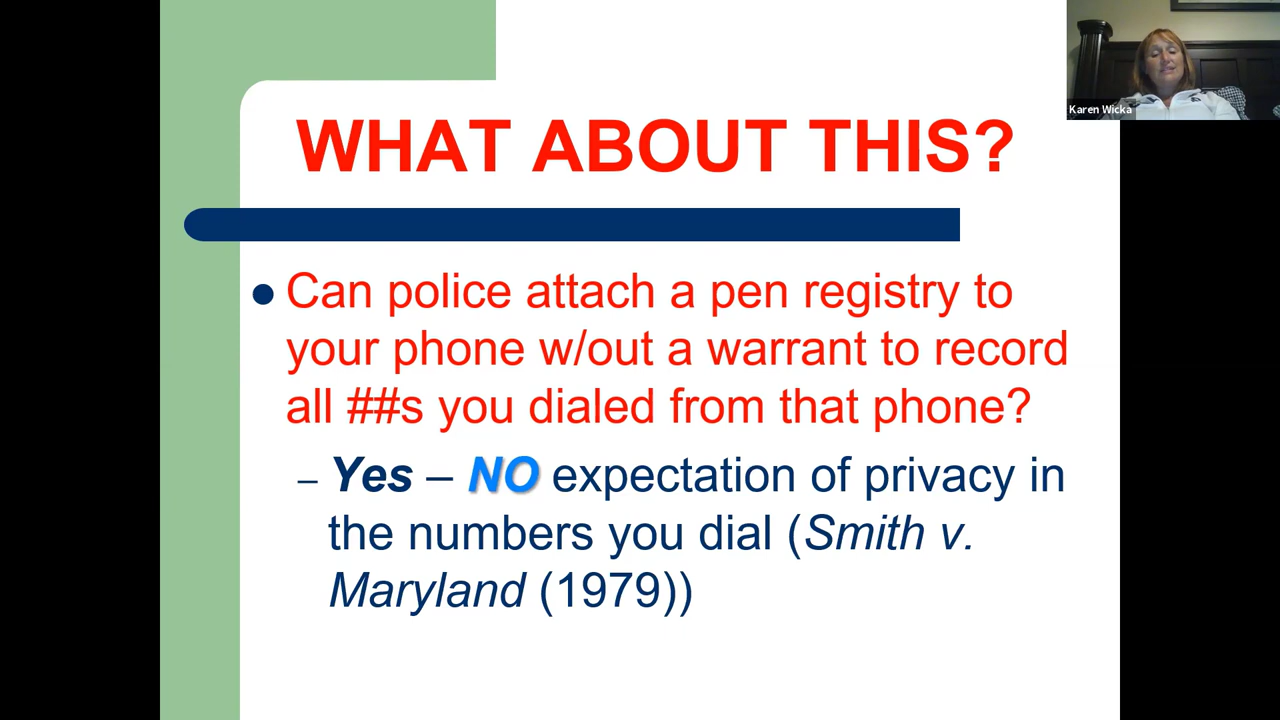 Karen Wicka
WHAT ABOUT THIS?
● Can police attach a pen registry to
your phone w/out a warrant to record
all ##s you dialed from that phone?
– Yes – NO expectation of privacy in
the numbers you dial (Smith v.
Maryland (1979))